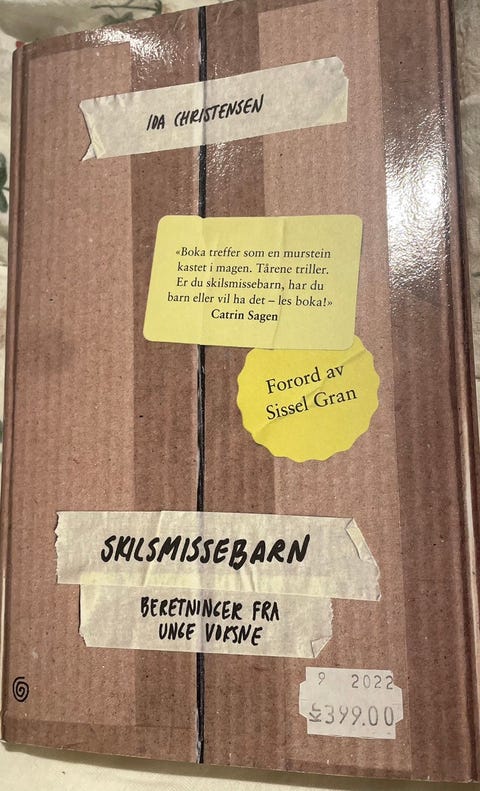 IDA CHRISTENSEN
«Boka treffer som en murstein
kastet i magen. Tårene triller.
Er du skilsmissebarn, har du
barn eller vil ha det – les boka!»
Catrin Sagen
Forord av
Sissel Gran
SKILSMISSEBARN
BERETNINGER FRA
UNGE VOKSNE
9 2022
Kr399.00